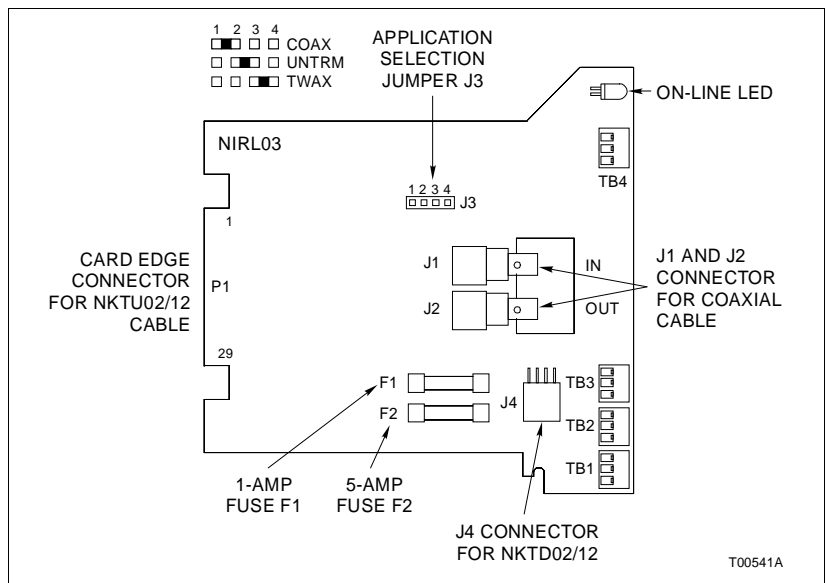 1 2 3 4
COAX
UNTRM
TWAX
APPLICATION
SELECTION
JUMPER J3
ON-LINE LED
NIRL03
TB4
1 2 3 4
J3
1
CARD EDGE
CONNECTOR
FOR NKTU02/12
CABLE
P1
29
J1
IN
J2
OUT
J1 AND J2
CONNECTOR
FOR COAXIAL
CABLE
F1
F2
J4
TB3
TB2
TB1
1-AMP
FUSE F1
5-AMP
FUSE F2
J4 CONNECTOR
FOR NKTD02/12
T00541A